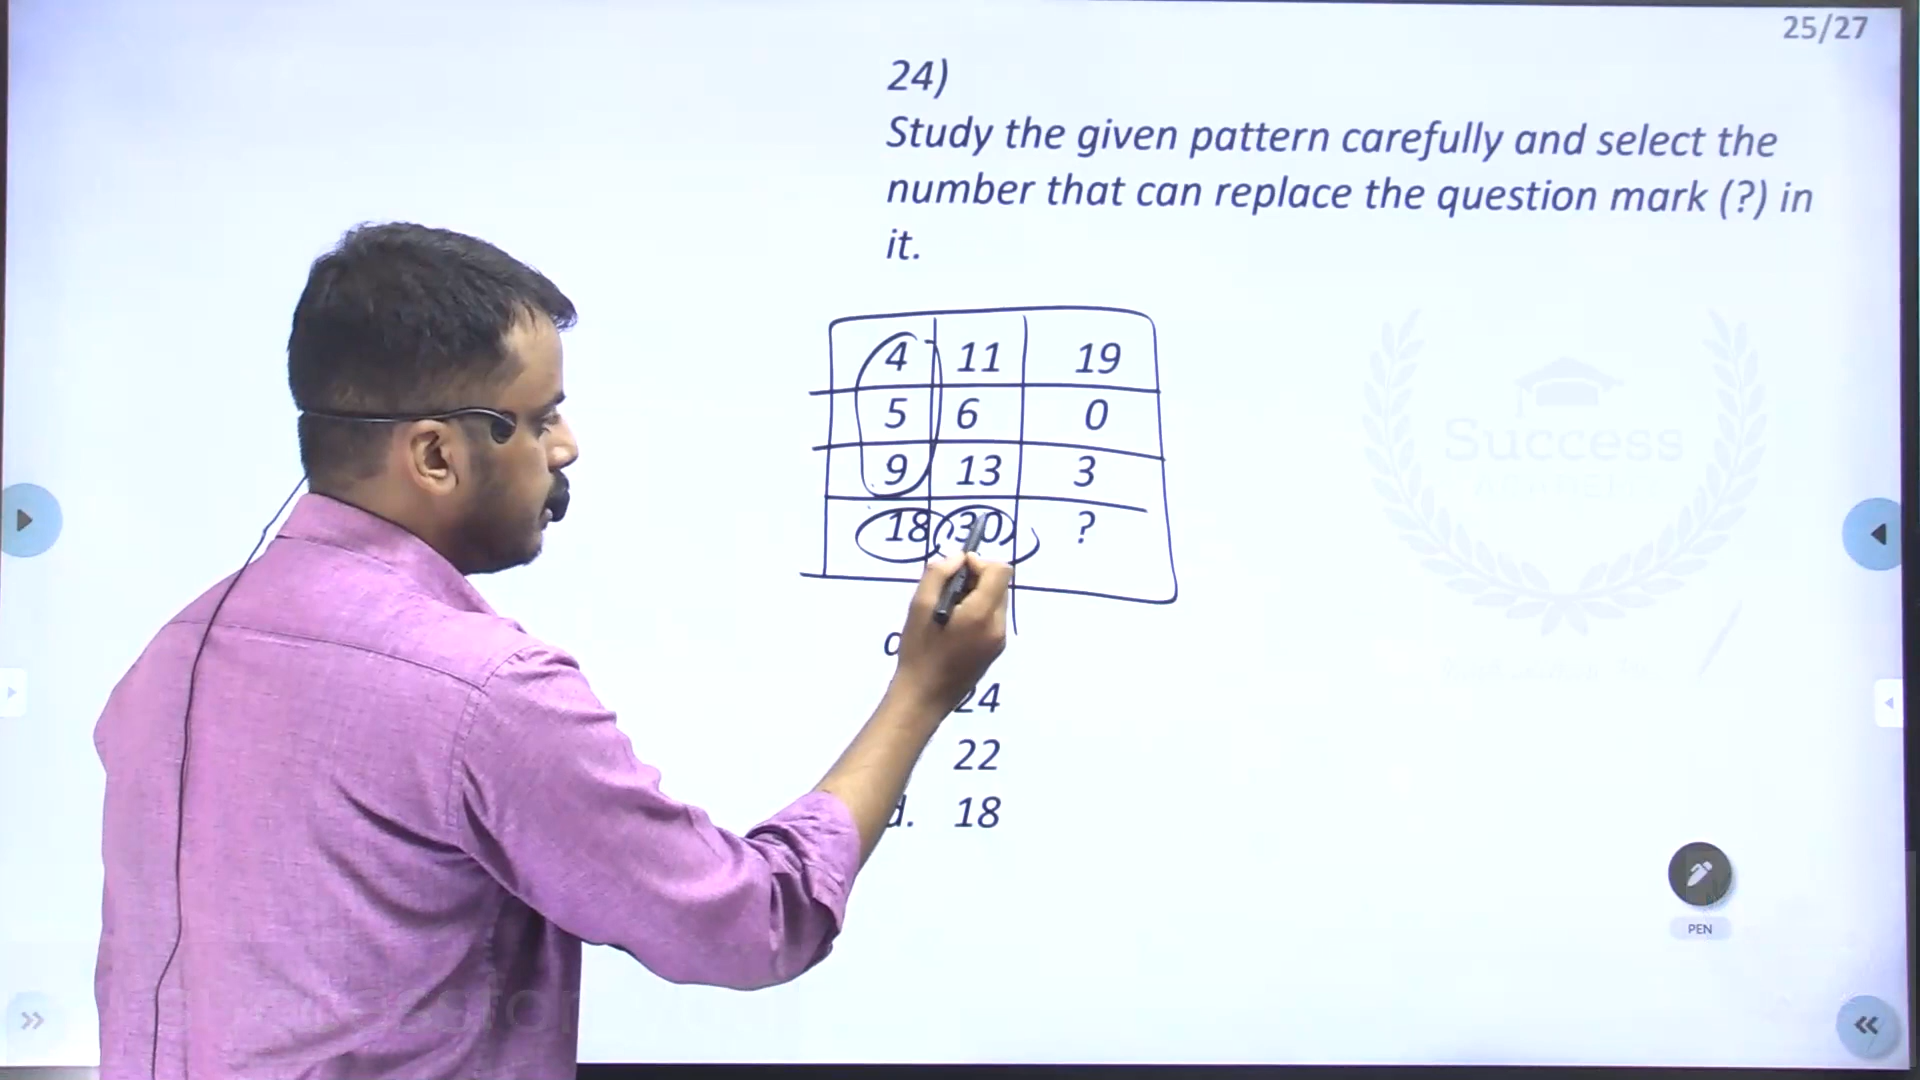 25/27
24)
Study the given pattern carefully and select the
number that can replace the question mark (?) in
it.
4 11 19
5 6 0
9 13 3
18 30 ?
24
22
d. 18
Success
PEN